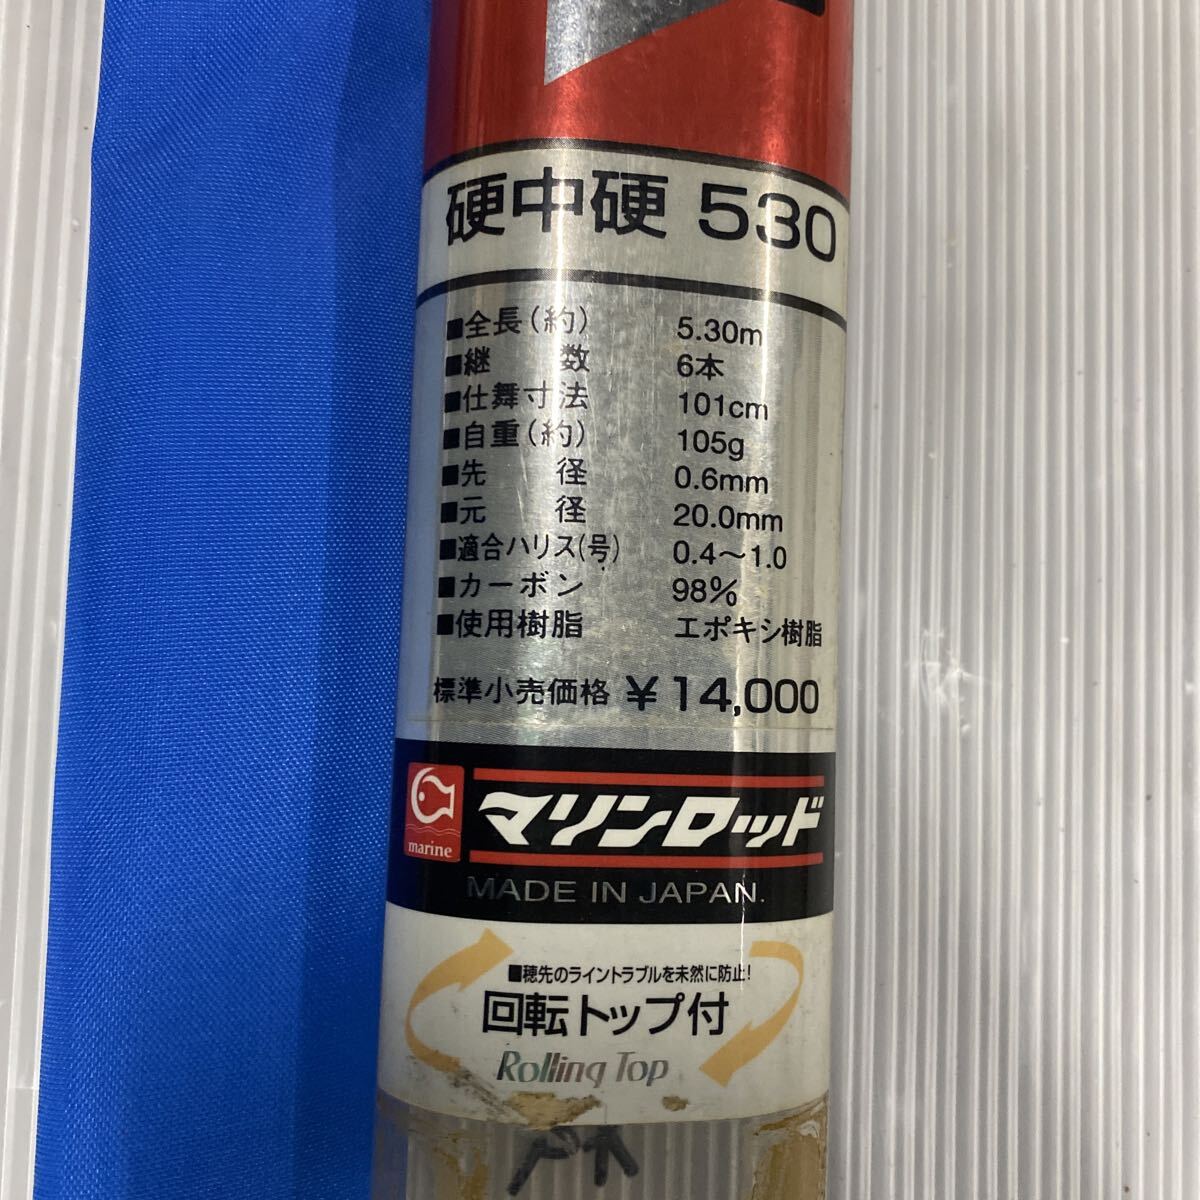 硬中硬 530
■全長(約) 5.30m
■継数 6本
■仕舞寸法 101cm
■自重(約) 105g
■先径 0.6mm
■元径 20.0mm
■適合ハリス(号) 0.4〜1.0
■カーボン 98%
■使用樹脂 エポキシ樹脂
標準小売価格 ¥14,000
marine
マリンロッド
MADE IN JAPAN.
■穂先のライントラブルを未然に防止!
回転トップ付
Rolling Top